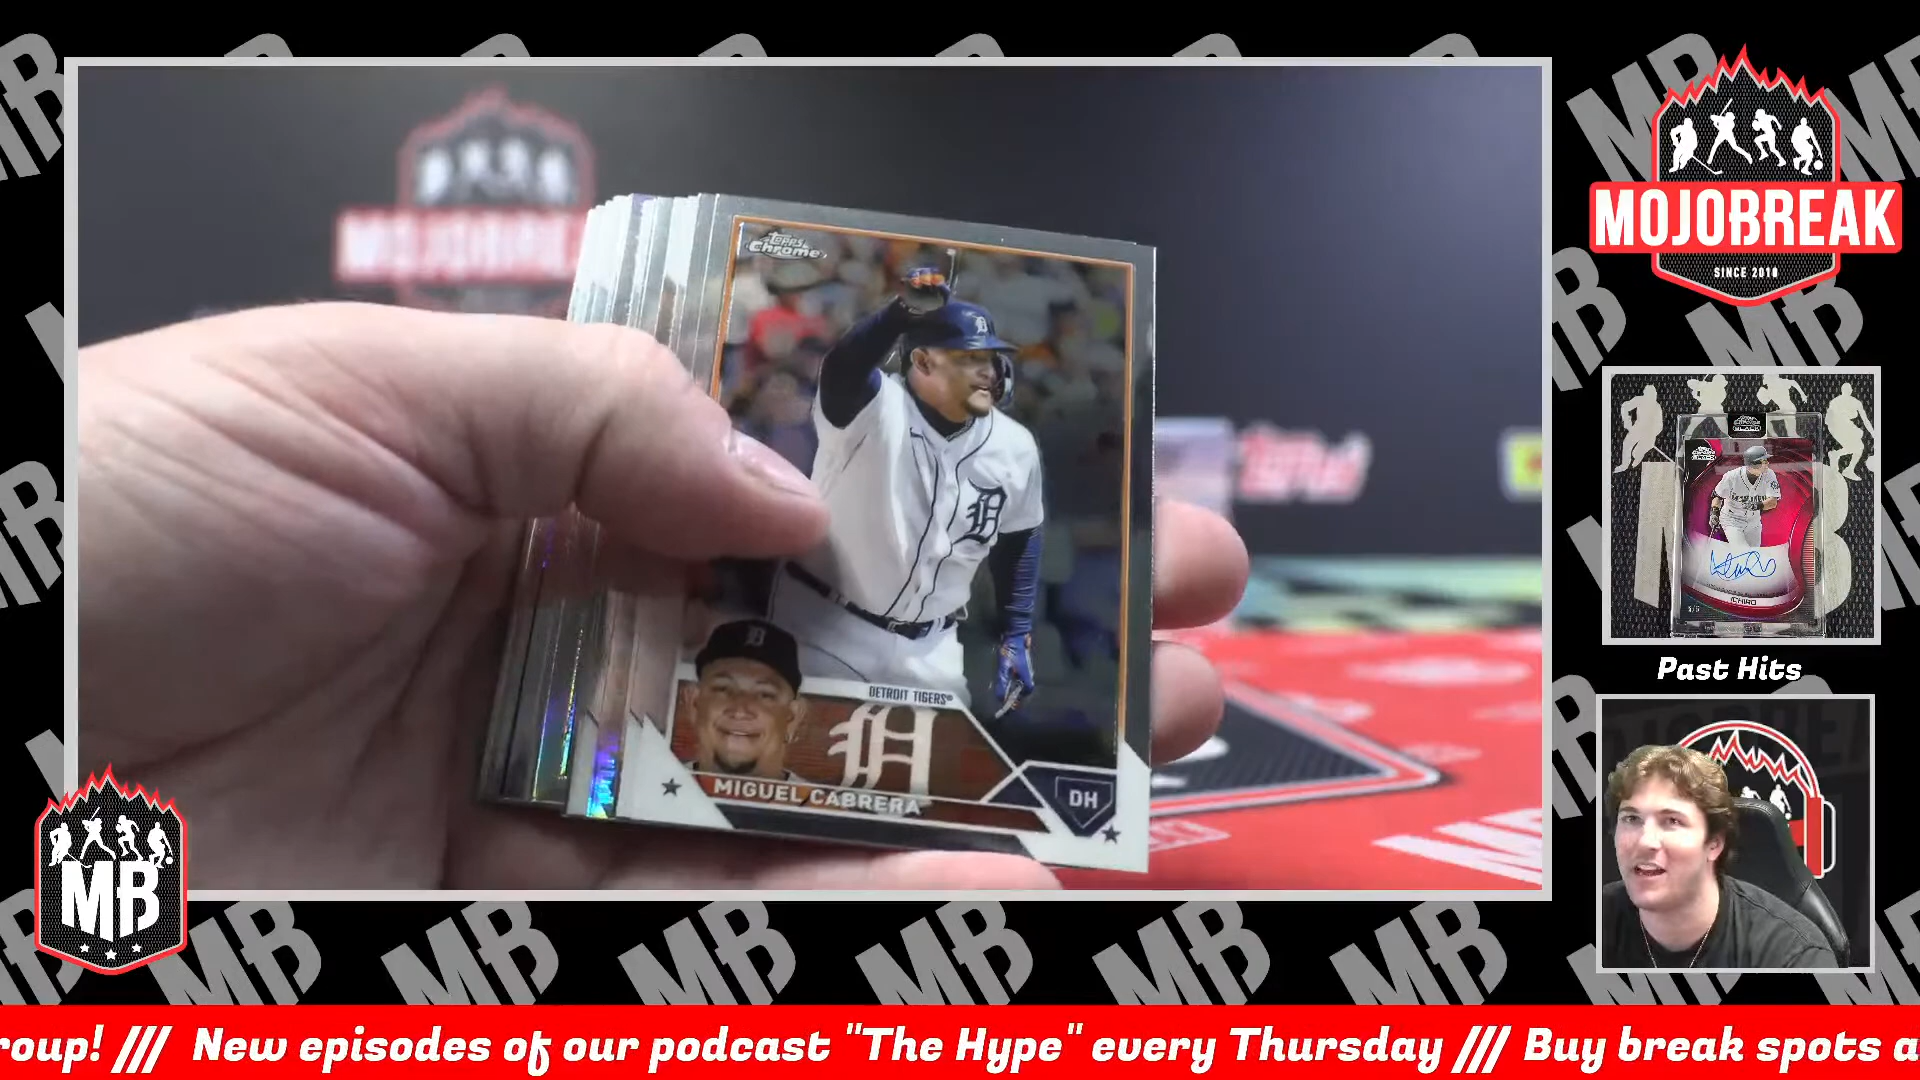 MOJOBREAK
SINCE 2010
Topps
Chrome
DETROIT TIGERS
MIGUEL CABRERA
DH
ICHIRO
Past Hits
MB
roup! /// New episodes of our podcast "The Hype" every Thursday /// Buy break spots a